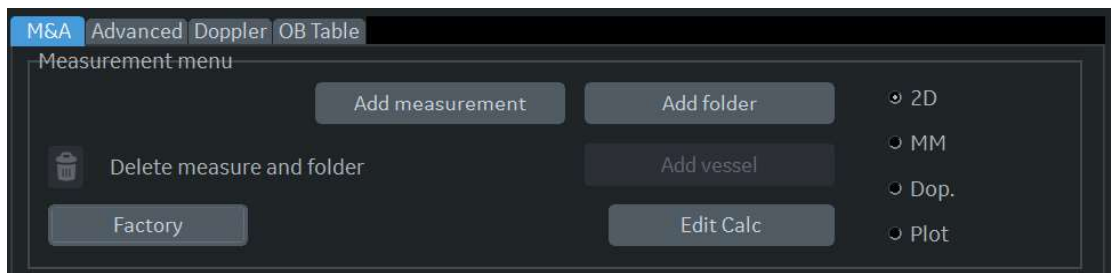 M&A Advanced Doppler OB Table
Measurement menu
Add measurement Add folder 2D
MM
Delete measure and folder Add vessel
Dop.
Factory Edit Calc
Plot